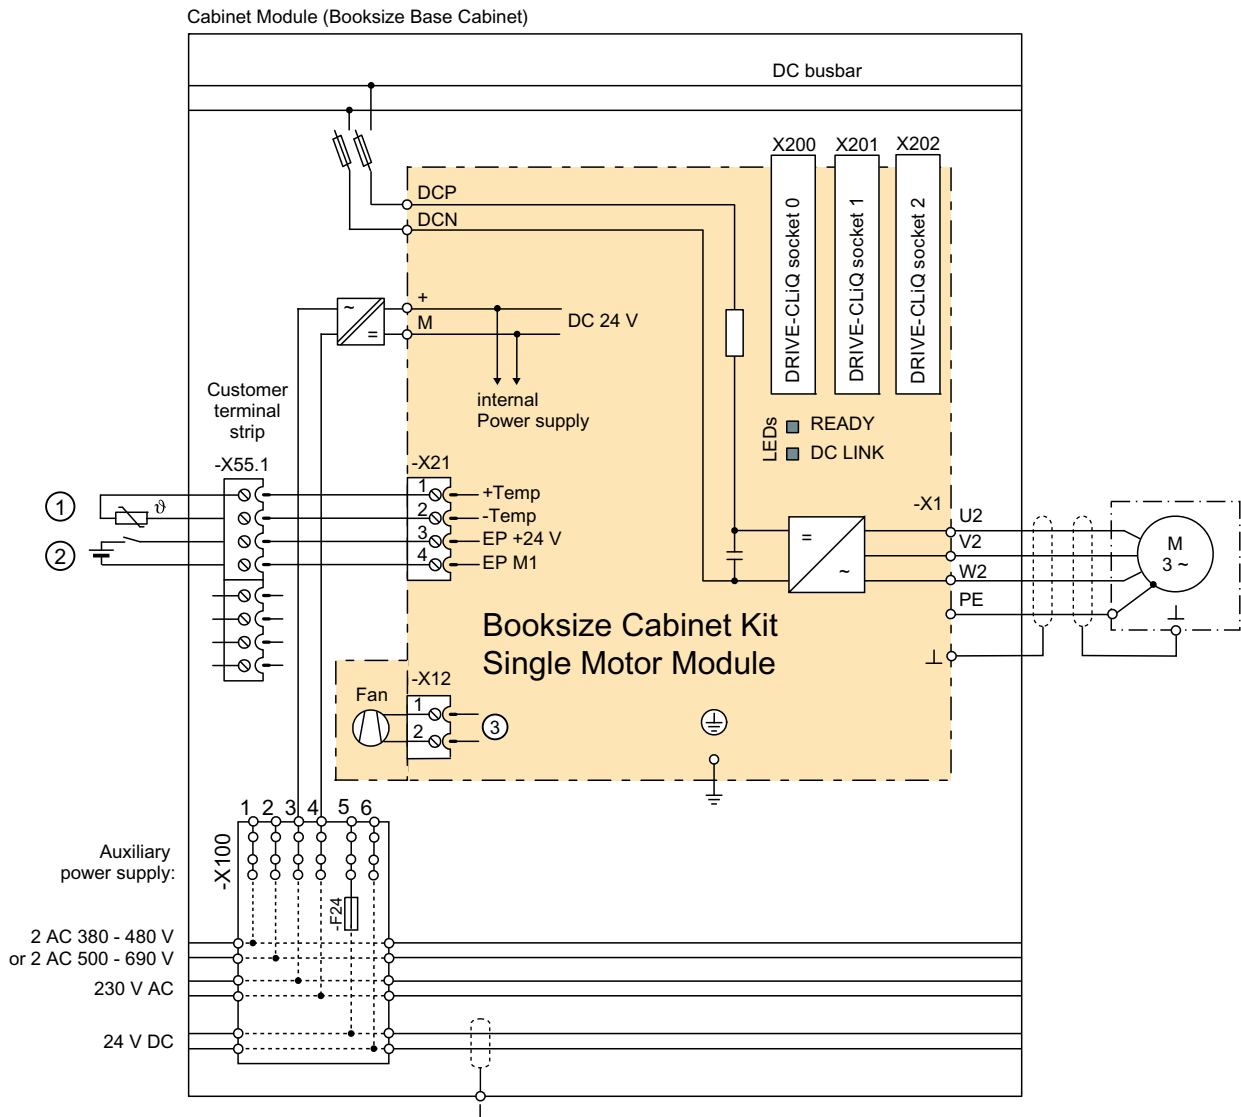 Cabinet Module (Booksize Base Cabinet)
DC busbar
X200
X201
X202
DRIVE-CLiQ socket 0
DRIVE-CLiQ socket 1
DRIVE-CLiQ socket 2
DCP
DCN
~
=
+
M
DC 24 V
internal
Power supply
LEDs
READY
DC LINK
Customer
terminal
strip
-X55.1
-X21
1
2
3
4
+Temp
-Temp
EP +24 V
EP M1
1
ϑ
2
=
~
-X1
U2
V2
W2
PE
M
3 ~
Booksize Cabinet Kit
Single Motor Module
Fan
-X12
1
2
3
1 2 3 4 5 6
-X100
-F24
Auxiliary
power supply:
2 AC 380 - 480 V
or 2 AC 500 - 690 V
230 V AC
24 V DC